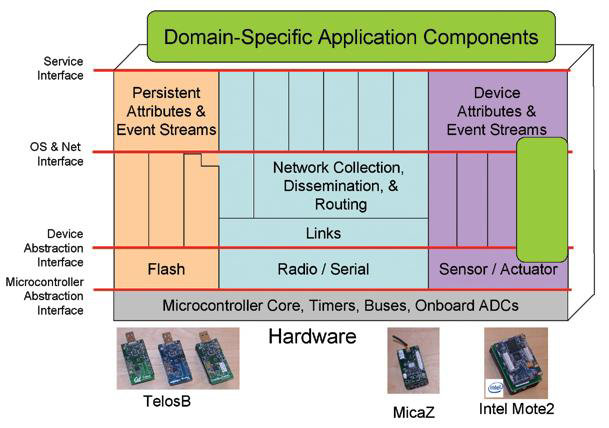 Domain-Specific Application Components
Service
Interface
Persistent
Attributes &
Event Streams
Device
Attributes &
Event Streams
OS & Net
Interface
Network Collection,
Dissemination, &
Routing
Links
Device
Abstraction
Interface
Flash
Radio / Serial
Sensor / Actuator
Microcontroller
Abstraction
Interface
Microcontroller Core, Timers, Buses, Onboard ADCs
Hardware
TelosB
MicaZ
intel
Intel Mote2